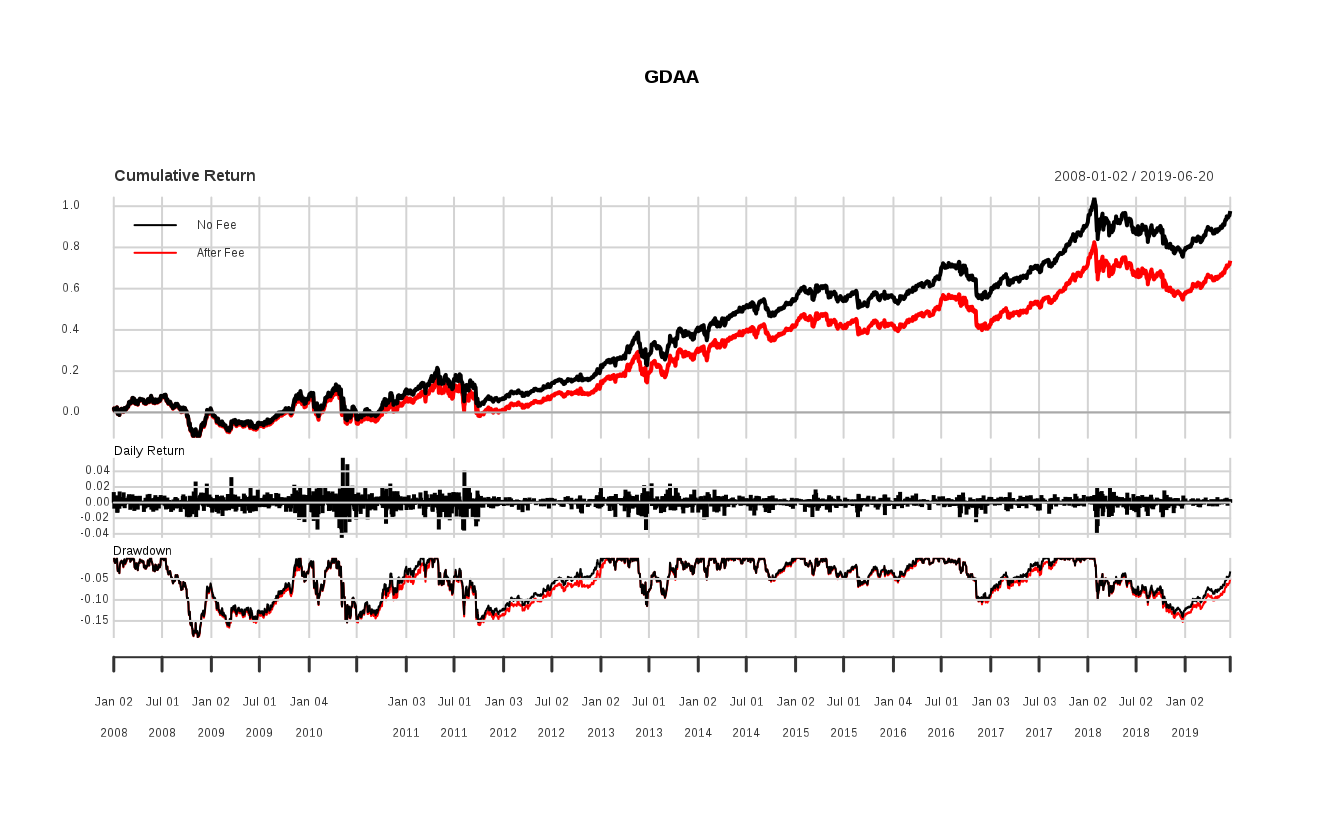 GDAA
Cumulative Return 2008-01-02 / 2019-06-20
1.0
0.8
0.6
0.4
0.2
0.0
No Fee
After Fee
Daily Return
0.04
0.02
0.00
-0.02
-0.04
Drawdown
-0.05
-0.10
-0.15
Jan 02 Jul 01 Jan 02 Jul 01 Jan 04 Jan 03 Jul 01 Jan 03 Jul 02 Jan 02 Jul 01 Jan 02 Jul 01 Jan 02 Jul 01 Jan 04 Jul 01 Jan 03 Jul 03 Jan 02 Jul 02 Jan 02
2008 2008 2009 2009 2010 2011 2011 2012 2012 2013 2013 2014 2014 2015 2015 2016 2016 2017 2017 2018 2018 2019